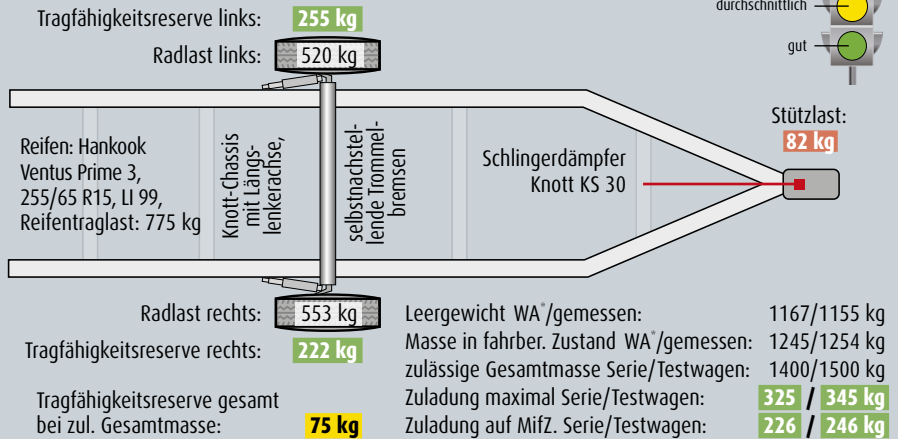 Tragfähigkeitsreserve links: 255 kg
Radlast links: 520 kg
durchschnittlich
gut
Stützlast:
82 kg
Reifen: Hankook
Ventus Prime 3,
255/65 R15, LI 99,
Reifentraglast: 775 kg
Knott-Chassis
mit Längs-
lenkerachse,
selbstnachstel-
lende Trommel-
bremsen
Schlingerdämpfer
Knott KS 30
Radlast rechts: 553 kg
Tragfähigkeitsreserve rechts: 222 kg
Tragfähigkeitsreserve gesamt
bei zul. Gesamtmasse: 75 kg
Leergewicht WA*/gemessen: 1167/1155 kg
Masse in fahrber. Zustand WA*/gemessen: 1245/1254 kg
zulässige Gesamtmasse Serie/Testwagen: 1400/1500 kg
Zuladung maximal Serie/Testwagen: 325 / 345 kg
Zuladung auf MifZ. Serie/Testwagen: 226 / 246 kg